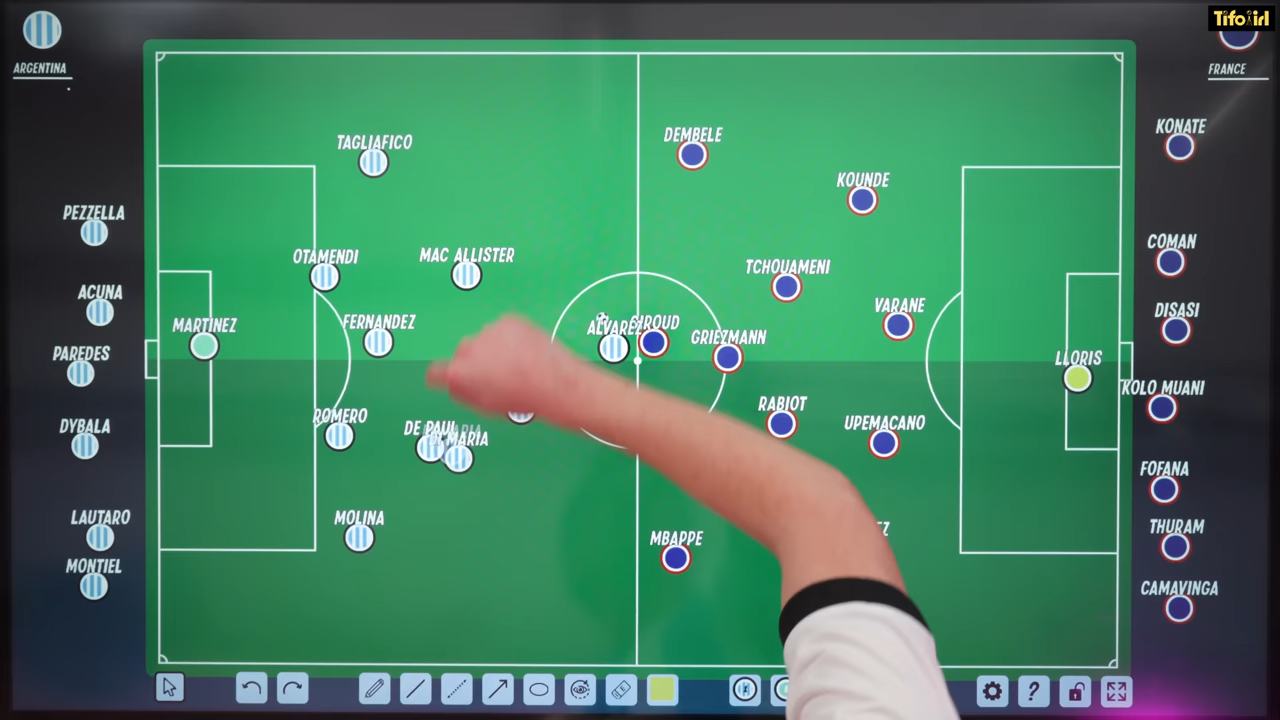 Tifo irl
ARGENTINA
FRANCE
PEZZELLA
ACUNA
PAREDES
DYBALA
LAUTARO
MONTIEL
MARTINEZ
TAGLIAFICO
OTAMENDI
MAC ALLISTER
FERNANDEZ
ROMERO
DE PAUL
DI MARIA
MOLINA
ALVAREZ
GIROUD
DEMBELE
KOUNDE
TCHOUAMENI
VARANE
GRIEZMANN
RABIOT
UPEMACANO
MBAPPE
LLORIS
KONATE
COMAN
DISASI
KOLO MUANI
FOFANA
THURAM
CAMAVINGA
?